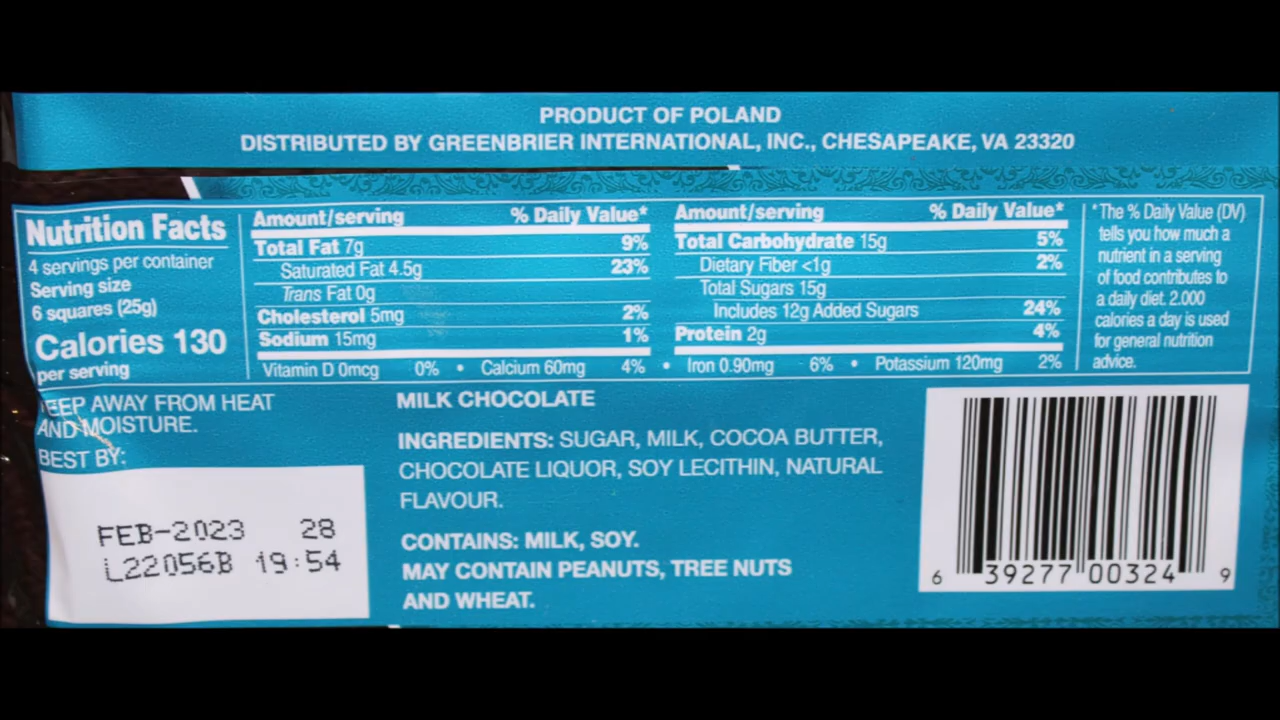 PRODUCT OF POLAND
DISTRIBUTED BY GREENBRIER INTERNATIONAL, INC., CHESAPEAKE, VA 23320
Nutrition Facts
4 servings per container
Serving size
6 squares (25g)
Calories 130
per serving
Amount/serving % Daily Value*
Total Fat 7g 9%
Saturated Fat 4.5g 23%
Trans Fat 0g
Cholesterol 5mg 2%
Sodium 15mg 1%
Amount/serving % Daily Value*
Total Carbohydrate 15g 5%
Dietary Fiber <1g 2%
Total Sugars 15g
Includes 12g Added Sugars 24%
Protein 2g 4%
Vitamin D 0mcg 0% • Calcium 60mg 4% • Iron 0.90mg 6% • Potassium 120mg 2%
*The % Daily Value (DV)
tells you how much a
nutrient in a serving
of food contributes to
a daily diet. 2.000
calories a day is used
for general nutrition
advice.
KEEP AWAY FROM HEAT
AND MOISTURE.
BEST BY:
FEB-2023 28
L22056B 19:54
MILK CHOCOLATE
INGREDIENTS: SUGAR, MILK, COCOA BUTTER,
CHOCOLATE LIQUOR, SOY LECITHIN, NATURAL
FLAVOUR.
CONTAINS: MILK, SOY.
MAY CONTAIN PEANUTS, TREE NUTS
AND WHEAT.
6 39277 00324 9